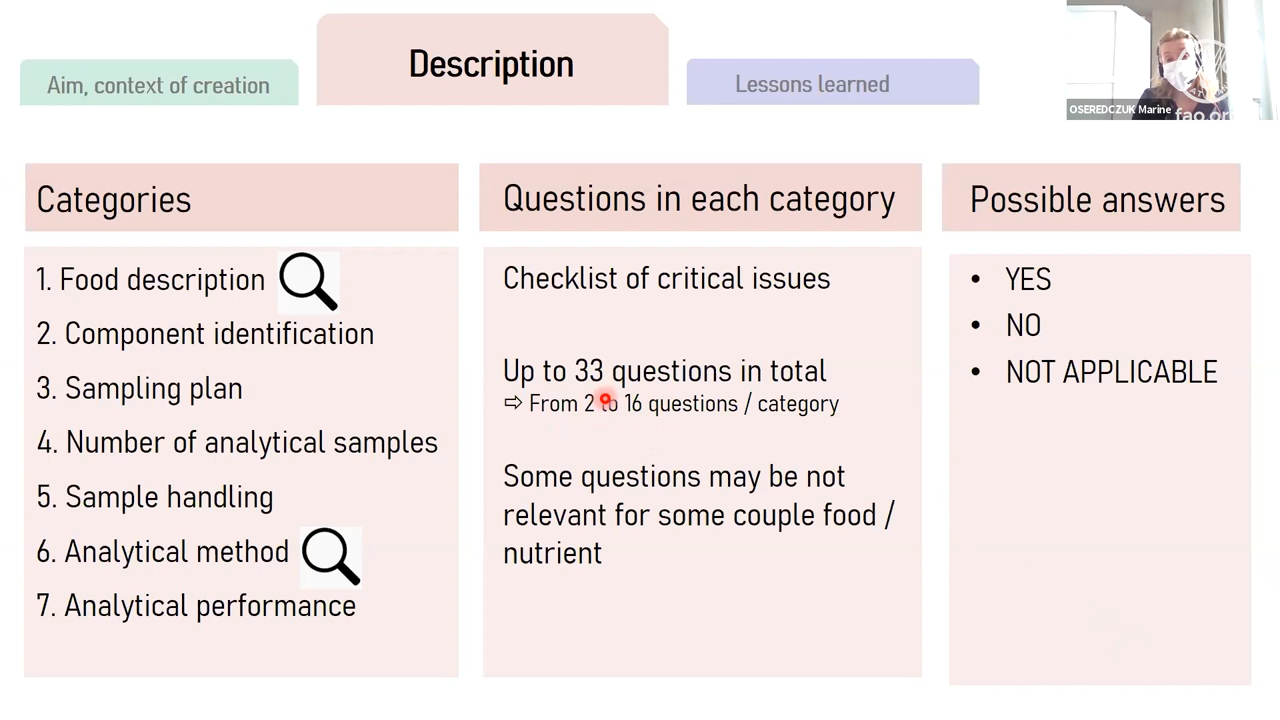 Aim, context of creation
Description
Lessons learned
OSEREDCZUK Marine
fao.or
Categories
Questions in each category
Possible answers
1. Food description
2. Component identification
3. Sampling plan
4. Number of analytical samples
5. Sample handling
6. Analytical method
7. Analytical performance
Checklist of critical issues
Up to 33 questions in total
⇨ From 2 to 16 questions / category
Some questions may be not
relevant for some couple food /
nutrient
• YES
• NO
• NOT APPLICABLE